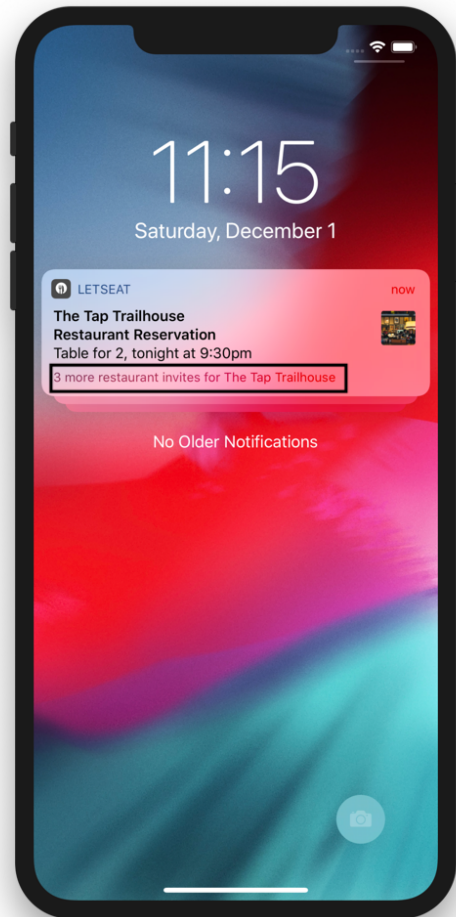 11:15
Saturday, December 1
LETSEAT now
The Tap Trailhouse
Restaurant Reservation
Table for 2, tonight at 9:30pm
3 more restaurant invites for The Tap Trailhouse
No Older Notifications